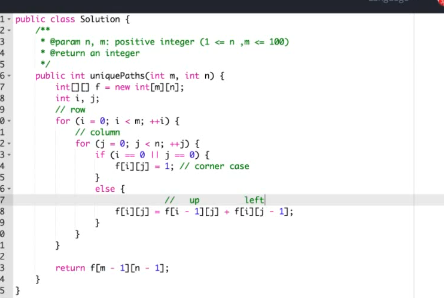 1 public class Solution {
2 /**
3 * @param n, m: positive integer (1 <= n ,m <= 100)
4 * @return an integer
5 */
6 public int uniquePaths(int m, int n) {
7 int[][] f = new int[m][n];
8 int i, j;
9 // row
0 for (i = 0; i < m; ++i) {
1 // column
2 for (j = 0; j < n; ++j) {
3 if (i == 0 || j == 0) {
4 f[i][j] = 1; // corner case
5 }
6 else {
7 // up left
8 f[i][j] = f[i - 1][j] + f[i][j - 1];
9 }
0 }
1 }
2
3 return f[m - 1][n - 1];
4 }
5 }